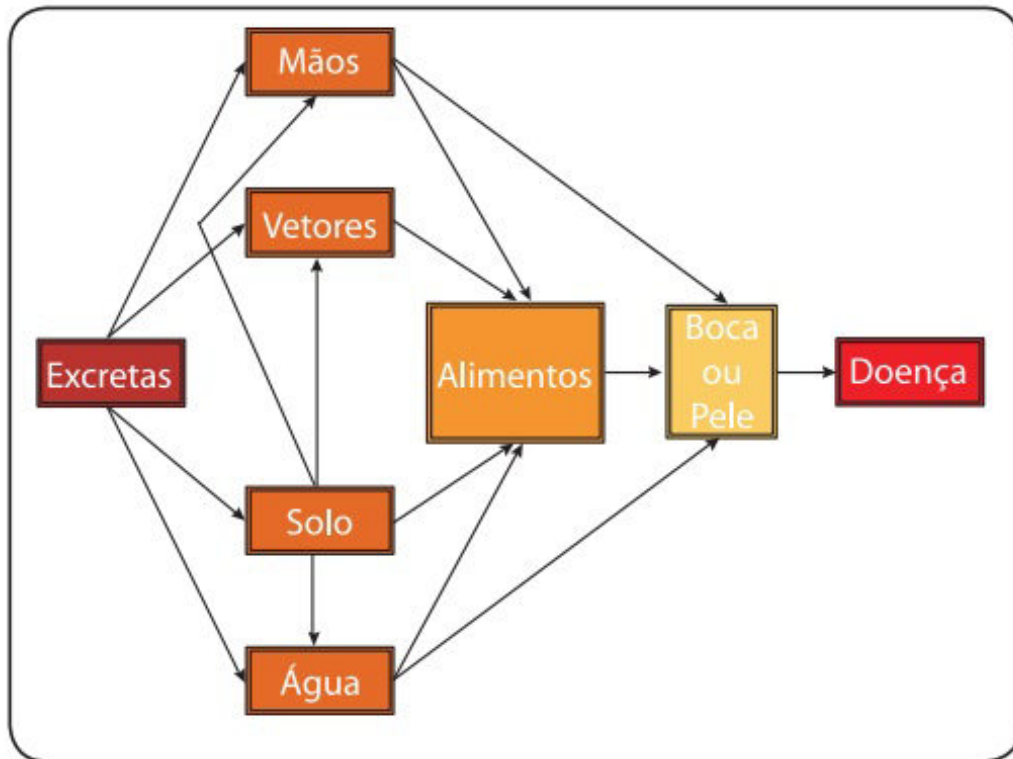 Mãos
Vetores
Excretas
Alimentos
Boca
ou
Pele
Doença
Solo
Água